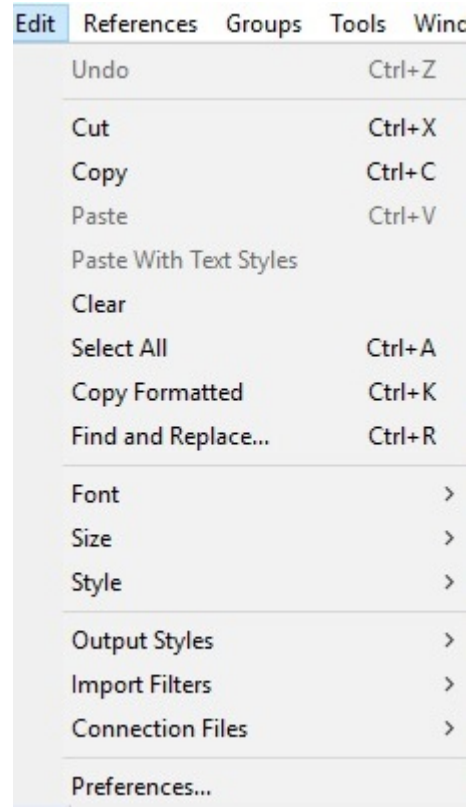 Edit References Groups Tools Wind
Undo Ctrl+Z
Cut Ctrl+X
Copy Ctrl+C
Paste Ctrl+V
Paste With Text Styles
Clear
Select All Ctrl+A
Copy Formatted Ctrl+K
Find and Replace... Ctrl+R
Font >
Size >
Style >
Output Styles >
Import Filters >
Connection Files >
Preferences...